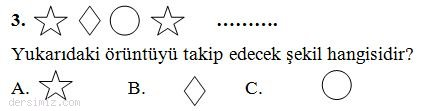 3. ..........
Yukarıdaki örüntüyü takip edecek şekil hangisidir?
A. B. C.
dersimiz.com